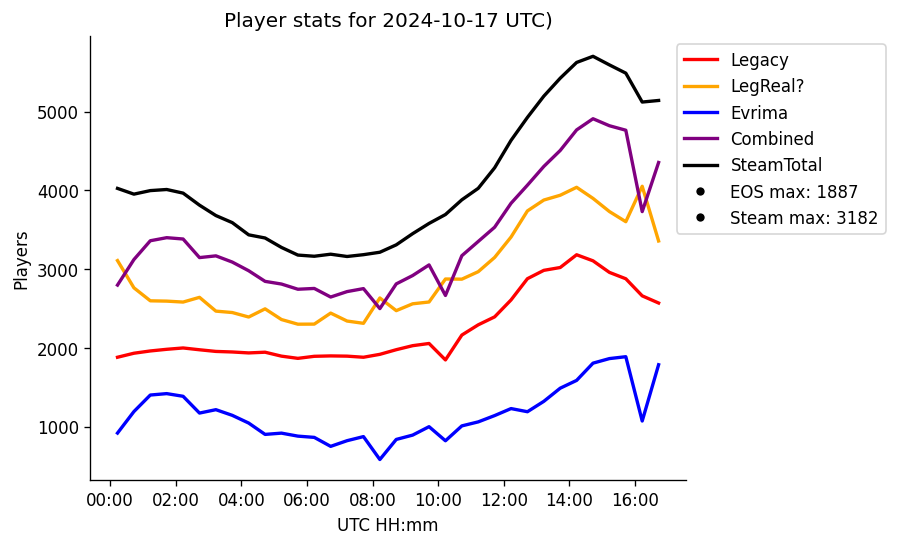 Player stats for 2024-10-17 UTC)
Legacy
LegReal?
Evrima
Combined
SteamTotal
EOS max: 1887
Steam max: 3182
Players
5000
4000
3000
2000
1000
00:00 02:00 04:00 06:00 08:00 10:00 12:00 14:00 16:00
UTC HH:mm